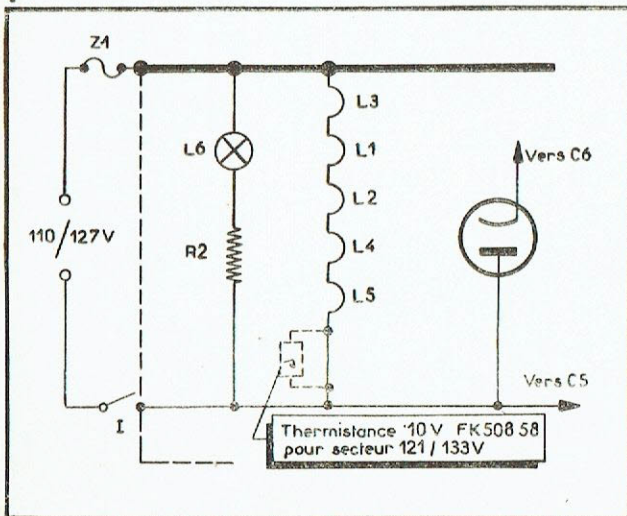 Z1
L3
L6
L1
Vers C6
L2
110/127V
R2
L4
L5
Vers C5
I
Thermistance 10V FK 508 58
pour secteur 121 / 133V